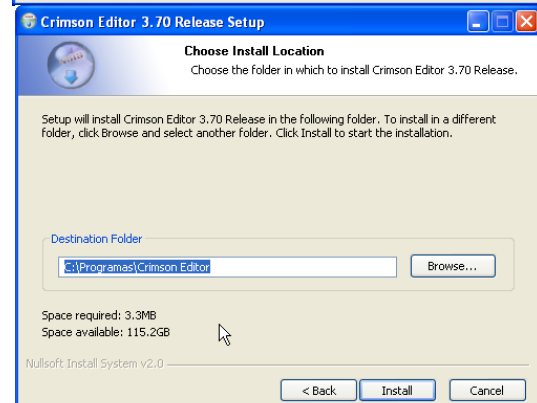 Crimson Editor 3.70 Release Setup
Choose Install Location
Choose the folder in which to install Crimson Editor 3.70 Release.
Setup will install Crimson Editor 3.70 Release in the following folder. To install in a different
folder, click Browse and select another folder. Click Install to start the installation.
Destination Folder
C:\Programas\Crimson Editor
Browse...
Space required: 3.3MB
Space available: 115.2GB
Nullsoft Install System v2.0
< Back Install Cancel